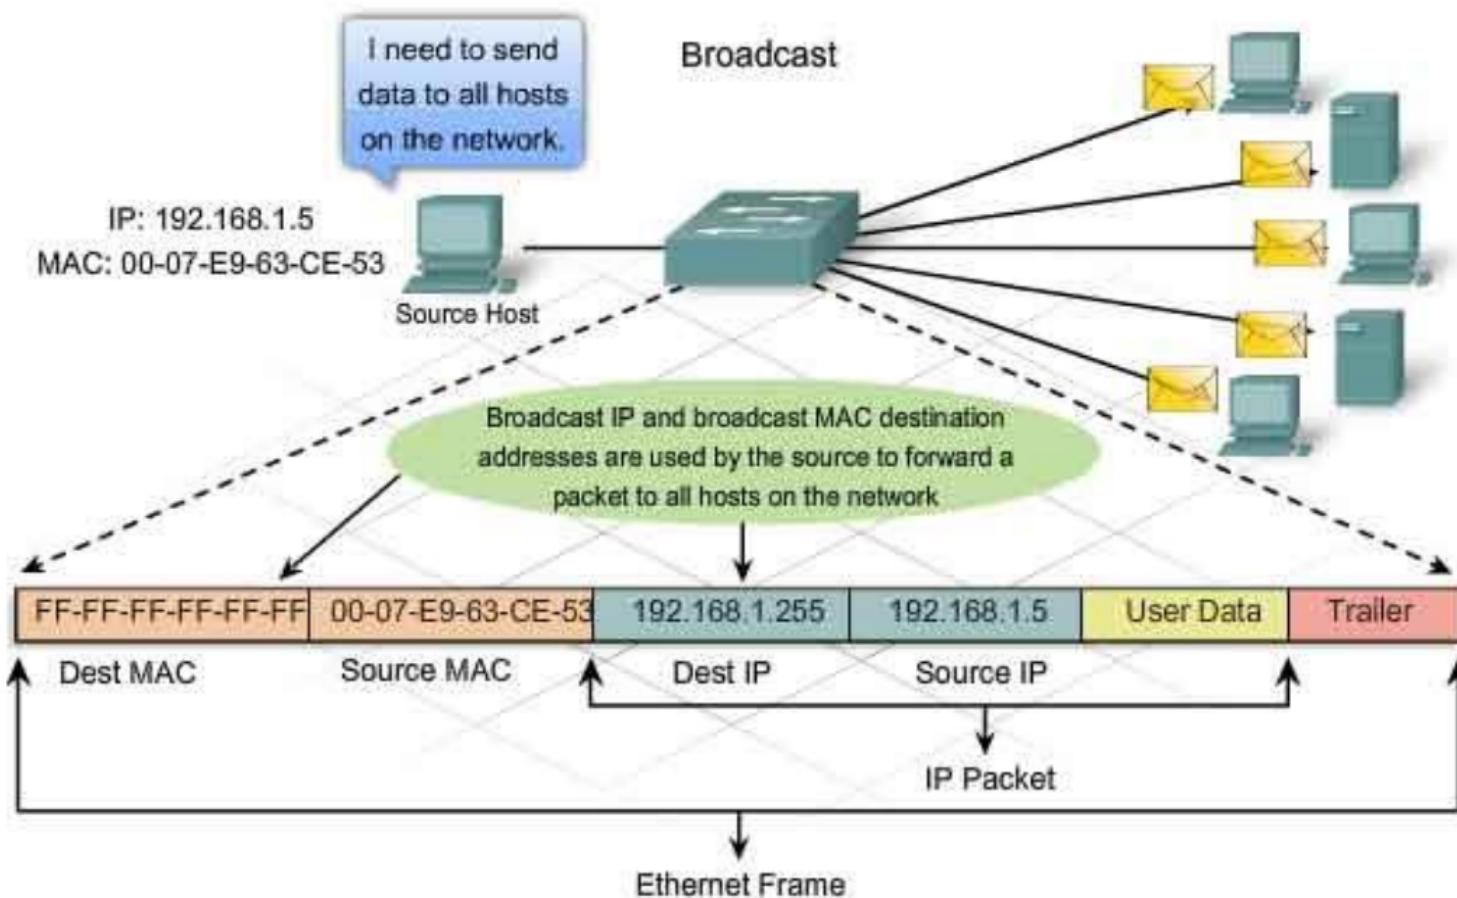 I need to send
data to all hosts
on the network.
Broadcast
IP: 192.168.1.5
MAC: 00-07-E9-63-CE-53
Source Host
Broadcast IP and broadcast MAC destination
addresses are used by the source to forward a
packet to all hosts on the network
FF-FF-FF-FF-FF-FF 00-07-E9-63-CE-53 192.168.1.255 192.168.1.5 User Data Trailer
Dest MAC Source MAC Dest IP Source IP
IP Packet
Ethernet Frame